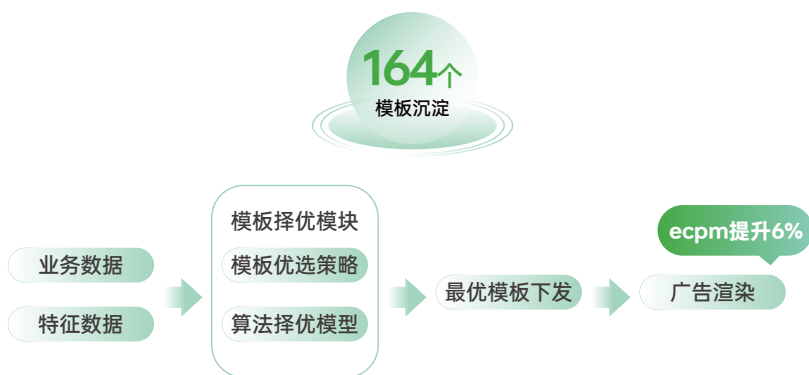 164个
模板沉淀
业务数据
特征数据
模板择优模块
模板优选策略
算法择优模型
最优模板下发
ecpm提升6%
广告渲染